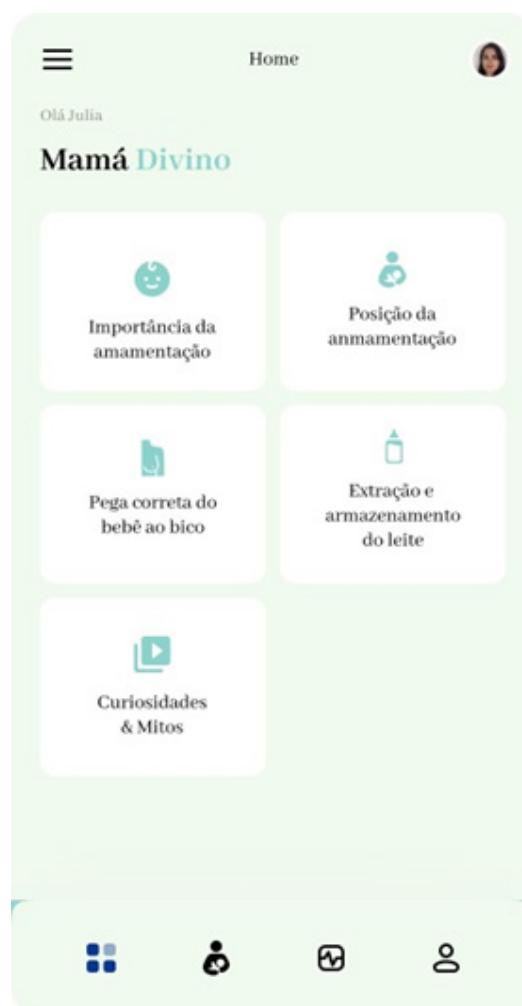 Home
Olá Julia
Mamá Divino
Importância da
amamentação
Posição da
anmamentação
Pega correta do
bebê ao bico
Extração e
armazenamento
do leite
Curiosidades
& Mitos